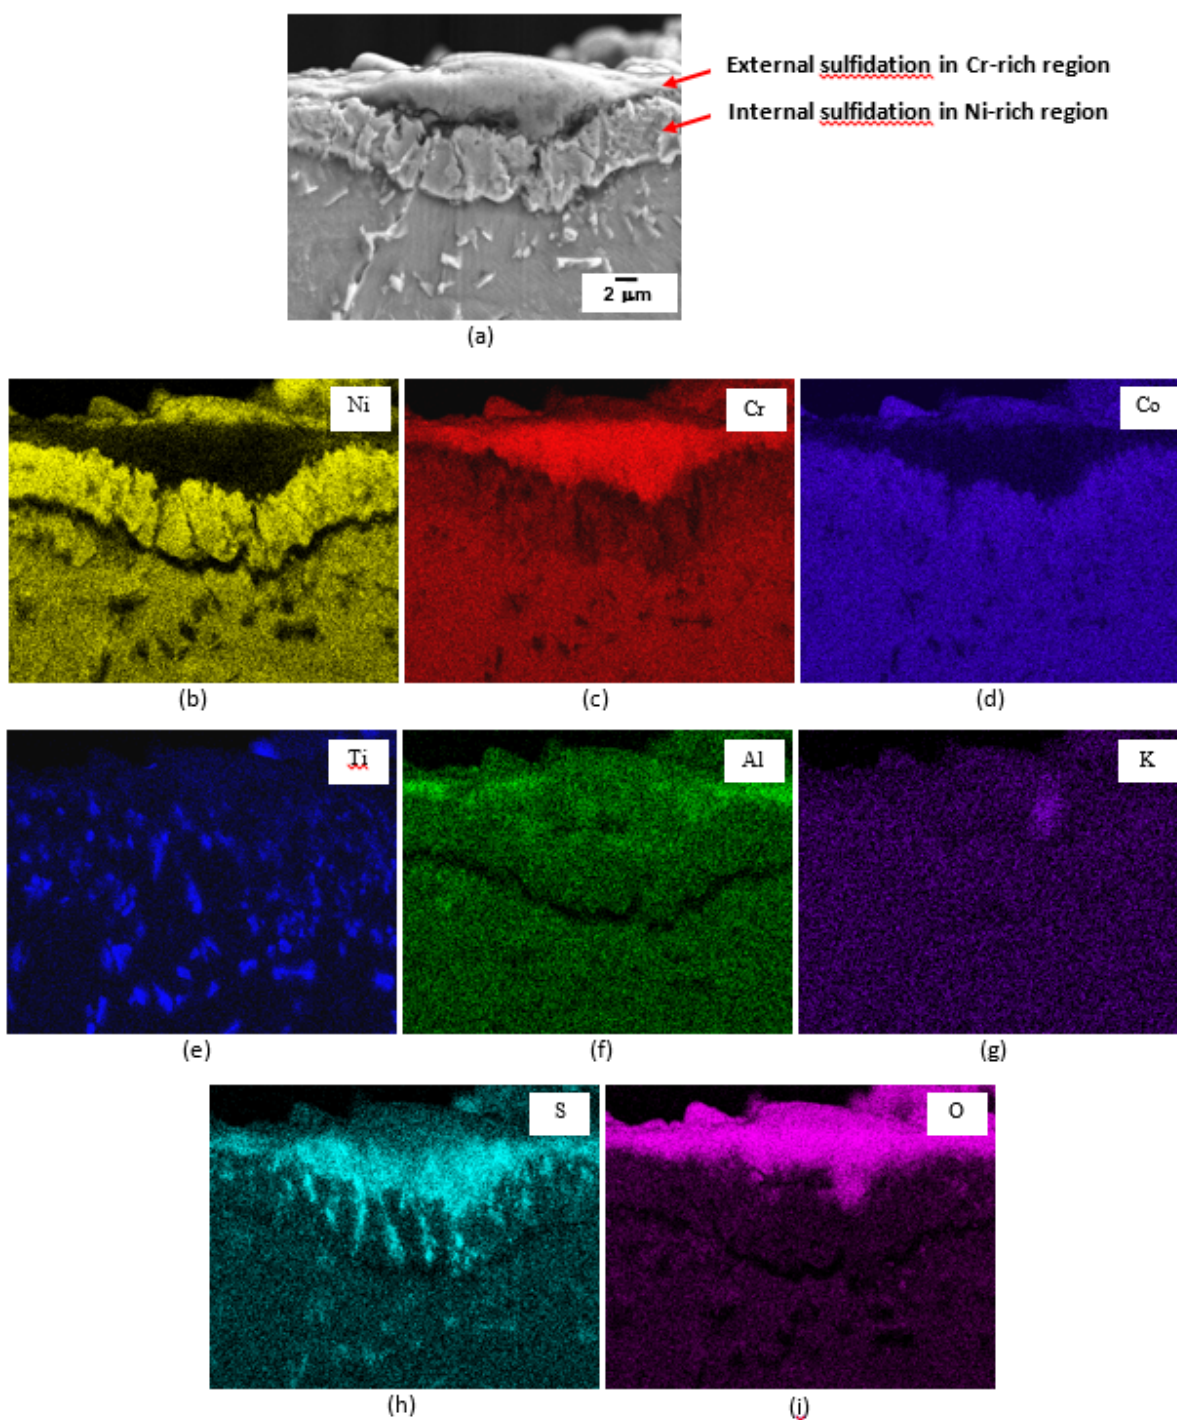 External sulfidation in Cr-rich region
Internal sulfidation in Ni-rich region
2 µm
(a)
Ni
Cr
Co
(b)
(c)
(d)
Ti
Al
K
(e)
(f)
(g)
S
O
(h)
(j)